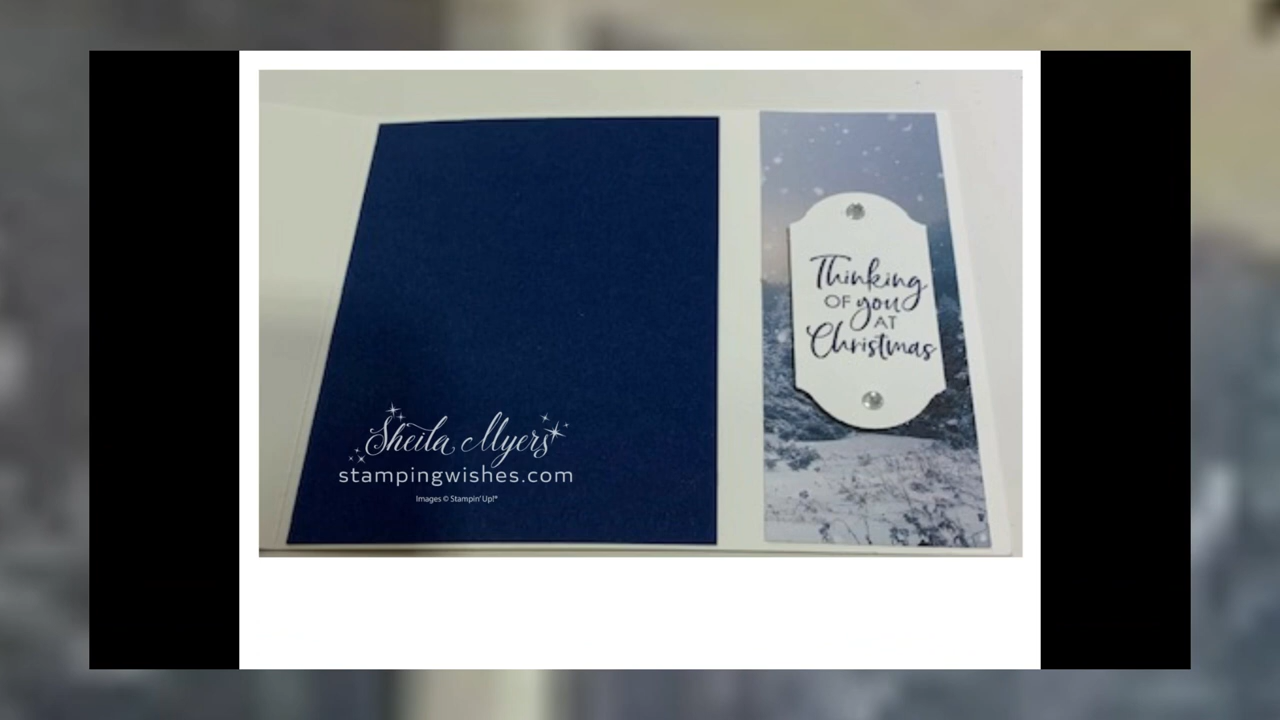 Thinking
OF you
AT
Christmas
Sheila Myers
stampingwishes.com
Images © Stampin' Up!®